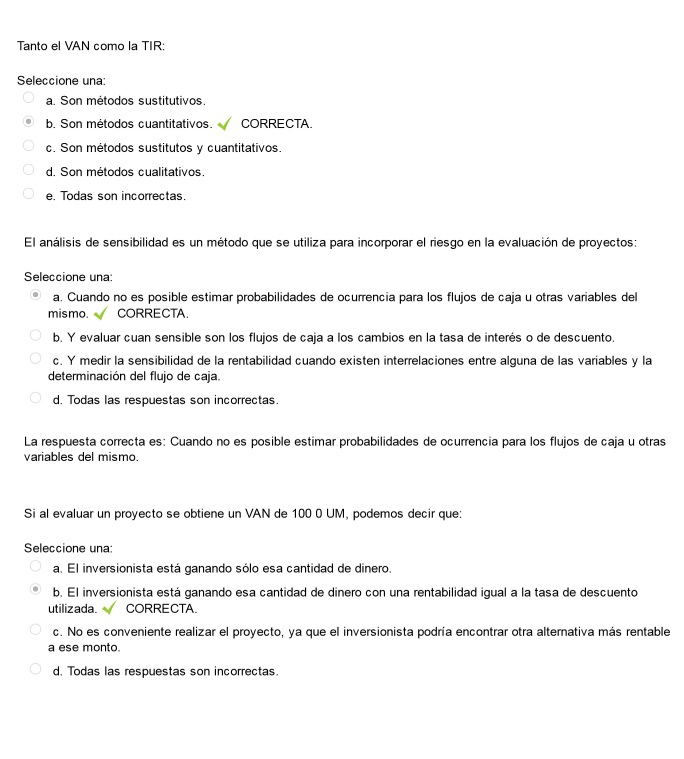 Tanto el VAN como la TIR:
Seleccione una:
a. Son métodos sustitutivos.
b. Son métodos cuantitativos. CORRECTA.
c. Son métodos sustitutos y cuantitativos.
d. Son métodos cualitativos.
e. Todas son incorrectas.
El análisis de sensibilidad es un método que se utiliza para incorporar el riesgo en la evaluación de proyectos:
Seleccione una:
a. Cuando no es posible estimar probabilidades de ocurrencia para los flujos de caja u otras variables del
mismo. CORRECTA.
b. Y evaluar cuan sensible son los flujos de caja a los cambios en la tasa de interés o de descuento.
c. Y medir la sensibilidad de la rentabilidad cuando existen interrelaciones entre alguna de las variables y la
determinación del flujo de caja.
d. Todas las respuestas son incorrectas.
La respuesta correcta es: Cuando no es posible estimar probabilidades de ocurrencia para los flujos de caja u otras
variables del mismo.
Si al evaluar un proyecto se obtiene un VAN de 100 0 UM, podemos decir que:
Seleccione una:
a. El inversionista está ganando sólo esa cantidad de dinero.
b. El inversionista está ganando esa cantidad de dinero con una rentabilidad igual a la tasa de descuento
utilizada. CORRECTA.
c. No es conveniente realizar el proyecto, ya que el inversionista podría encontrar otra alternativa más rentable
a ese monto.
d. Todas las respuestas son incorrectas.